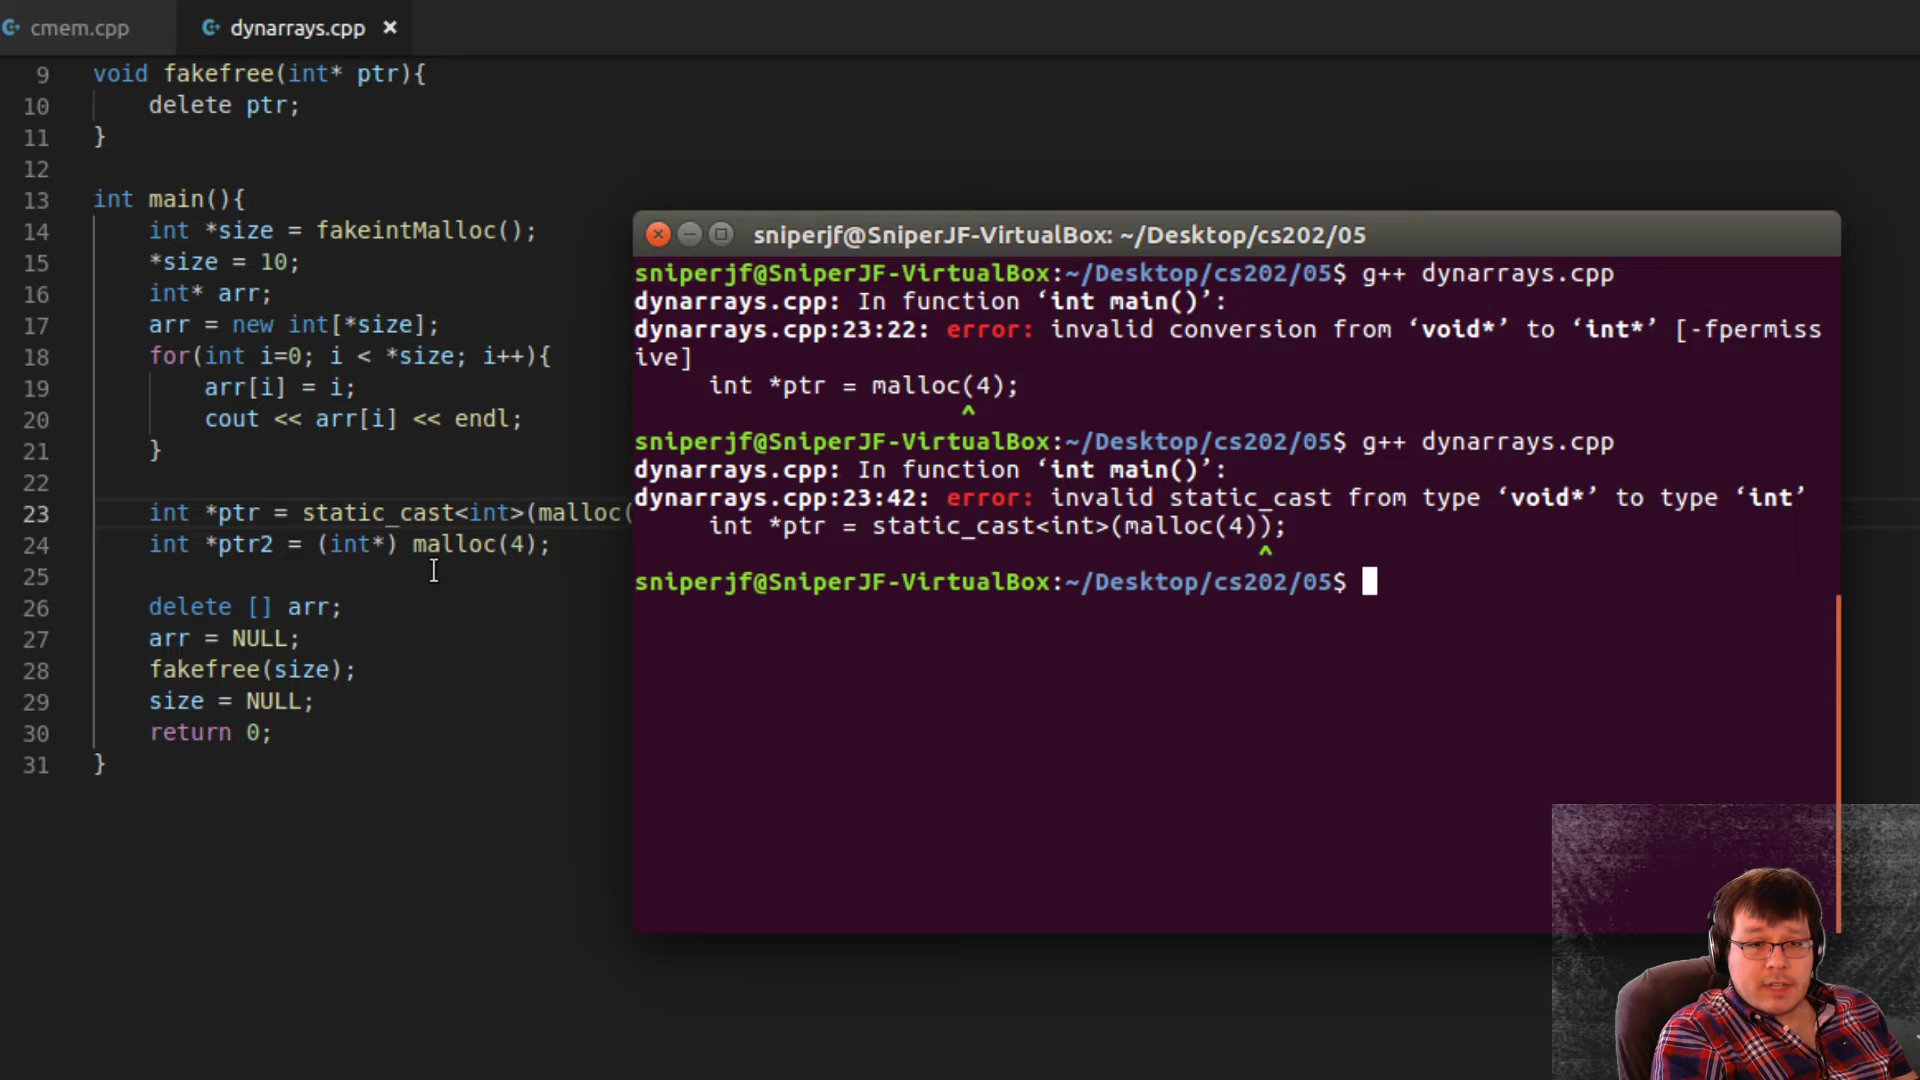 cmem.cpp
dynarrays.cpp ×
9 void fakefree(int* ptr){
10 delete ptr;
11 }
12
13 int main(){
14 int *size = fakeintMalloc();
15 *size = 10;
16 int* arr;
17 arr = new int[*size];
18 for(int i=0; i < *size; i++){
19 arr[i] = i;
20 cout << arr[i] << endl;
21 }
22
23 int *ptr = static_cast<int>(malloc(
24 int *ptr2 = (int*) malloc(4);
25
26 delete [] arr;
27 arr = NULL;
28 fakefree(size);
29 size = NULL;
30 return 0;
31 }
sniperjf@SniperJF-VirtualBox: ~/Desktop/cs202/05
sniperjf@SniperJF-VirtualBox:~/Desktop/cs202/05$ g++ dynarrays.cpp
dynarrays.cpp: In function ‘int main()’:
dynarrays.cpp:23:22: error: invalid conversion from ‘void*’ to ‘int*’ [-fpermiss
ive]
int *ptr = malloc(4);
^
sniperjf@SniperJF-VirtualBox:~/Desktop/cs202/05$ g++ dynarrays.cpp
dynarrays.cpp: In function ‘int main()’:
dynarrays.cpp:23:42: error: invalid static_cast from type ‘void*’ to type ‘int’
int *ptr = static_cast<int>(malloc(4));
^
sniperjf@SniperJF-VirtualBox:~/Desktop/cs202/05$